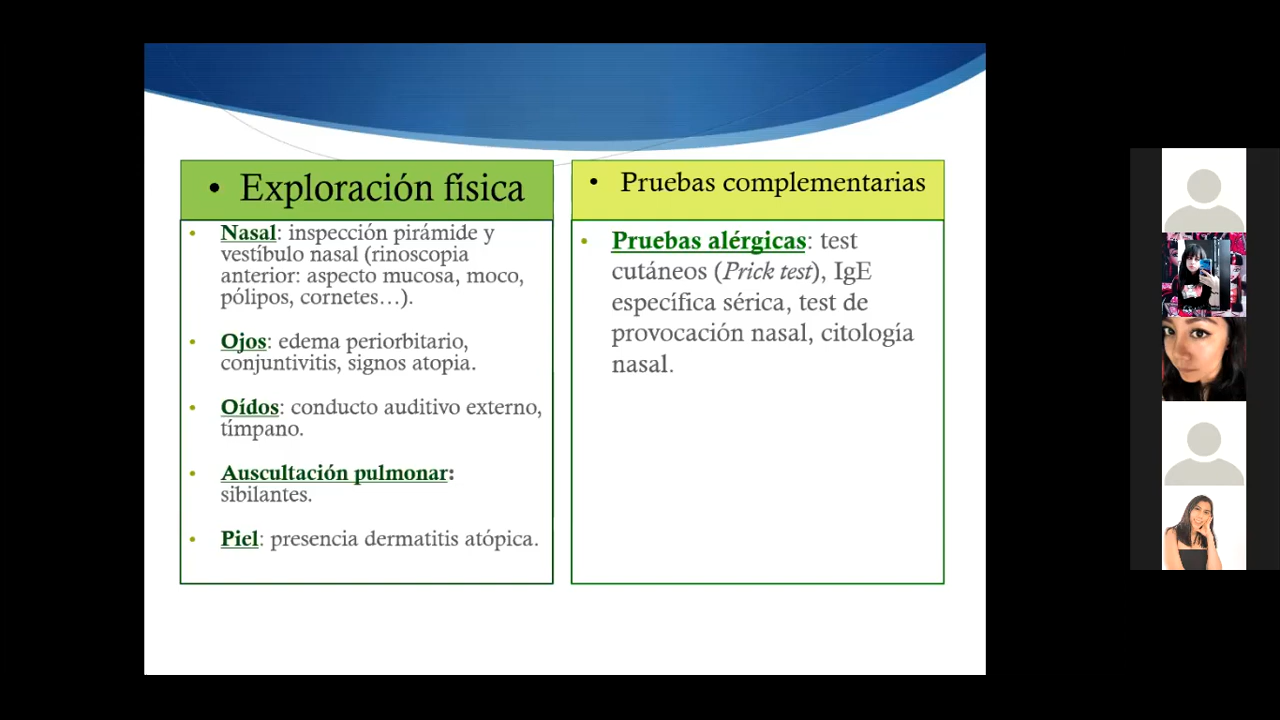 • Exploración física
• Nasal: inspección pirámide y
vestíbulo nasal (rinoscopia
anterior: aspecto mucosa, moco,
pólipos, cornetes…).
• Ojos: edema periorbitario,
conjuntivitis, signos atopia.
• Oídos: conducto auditivo externo,
tímpano.
• Auscultación pulmonar:
sibilantes.
• Piel: presencia dermatitis atópica.
• Pruebas complementarias
• Pruebas alérgicas: test
cutáneos (Prick test), IgE
específica sérica, test de
provocación nasal, citología
nasal.